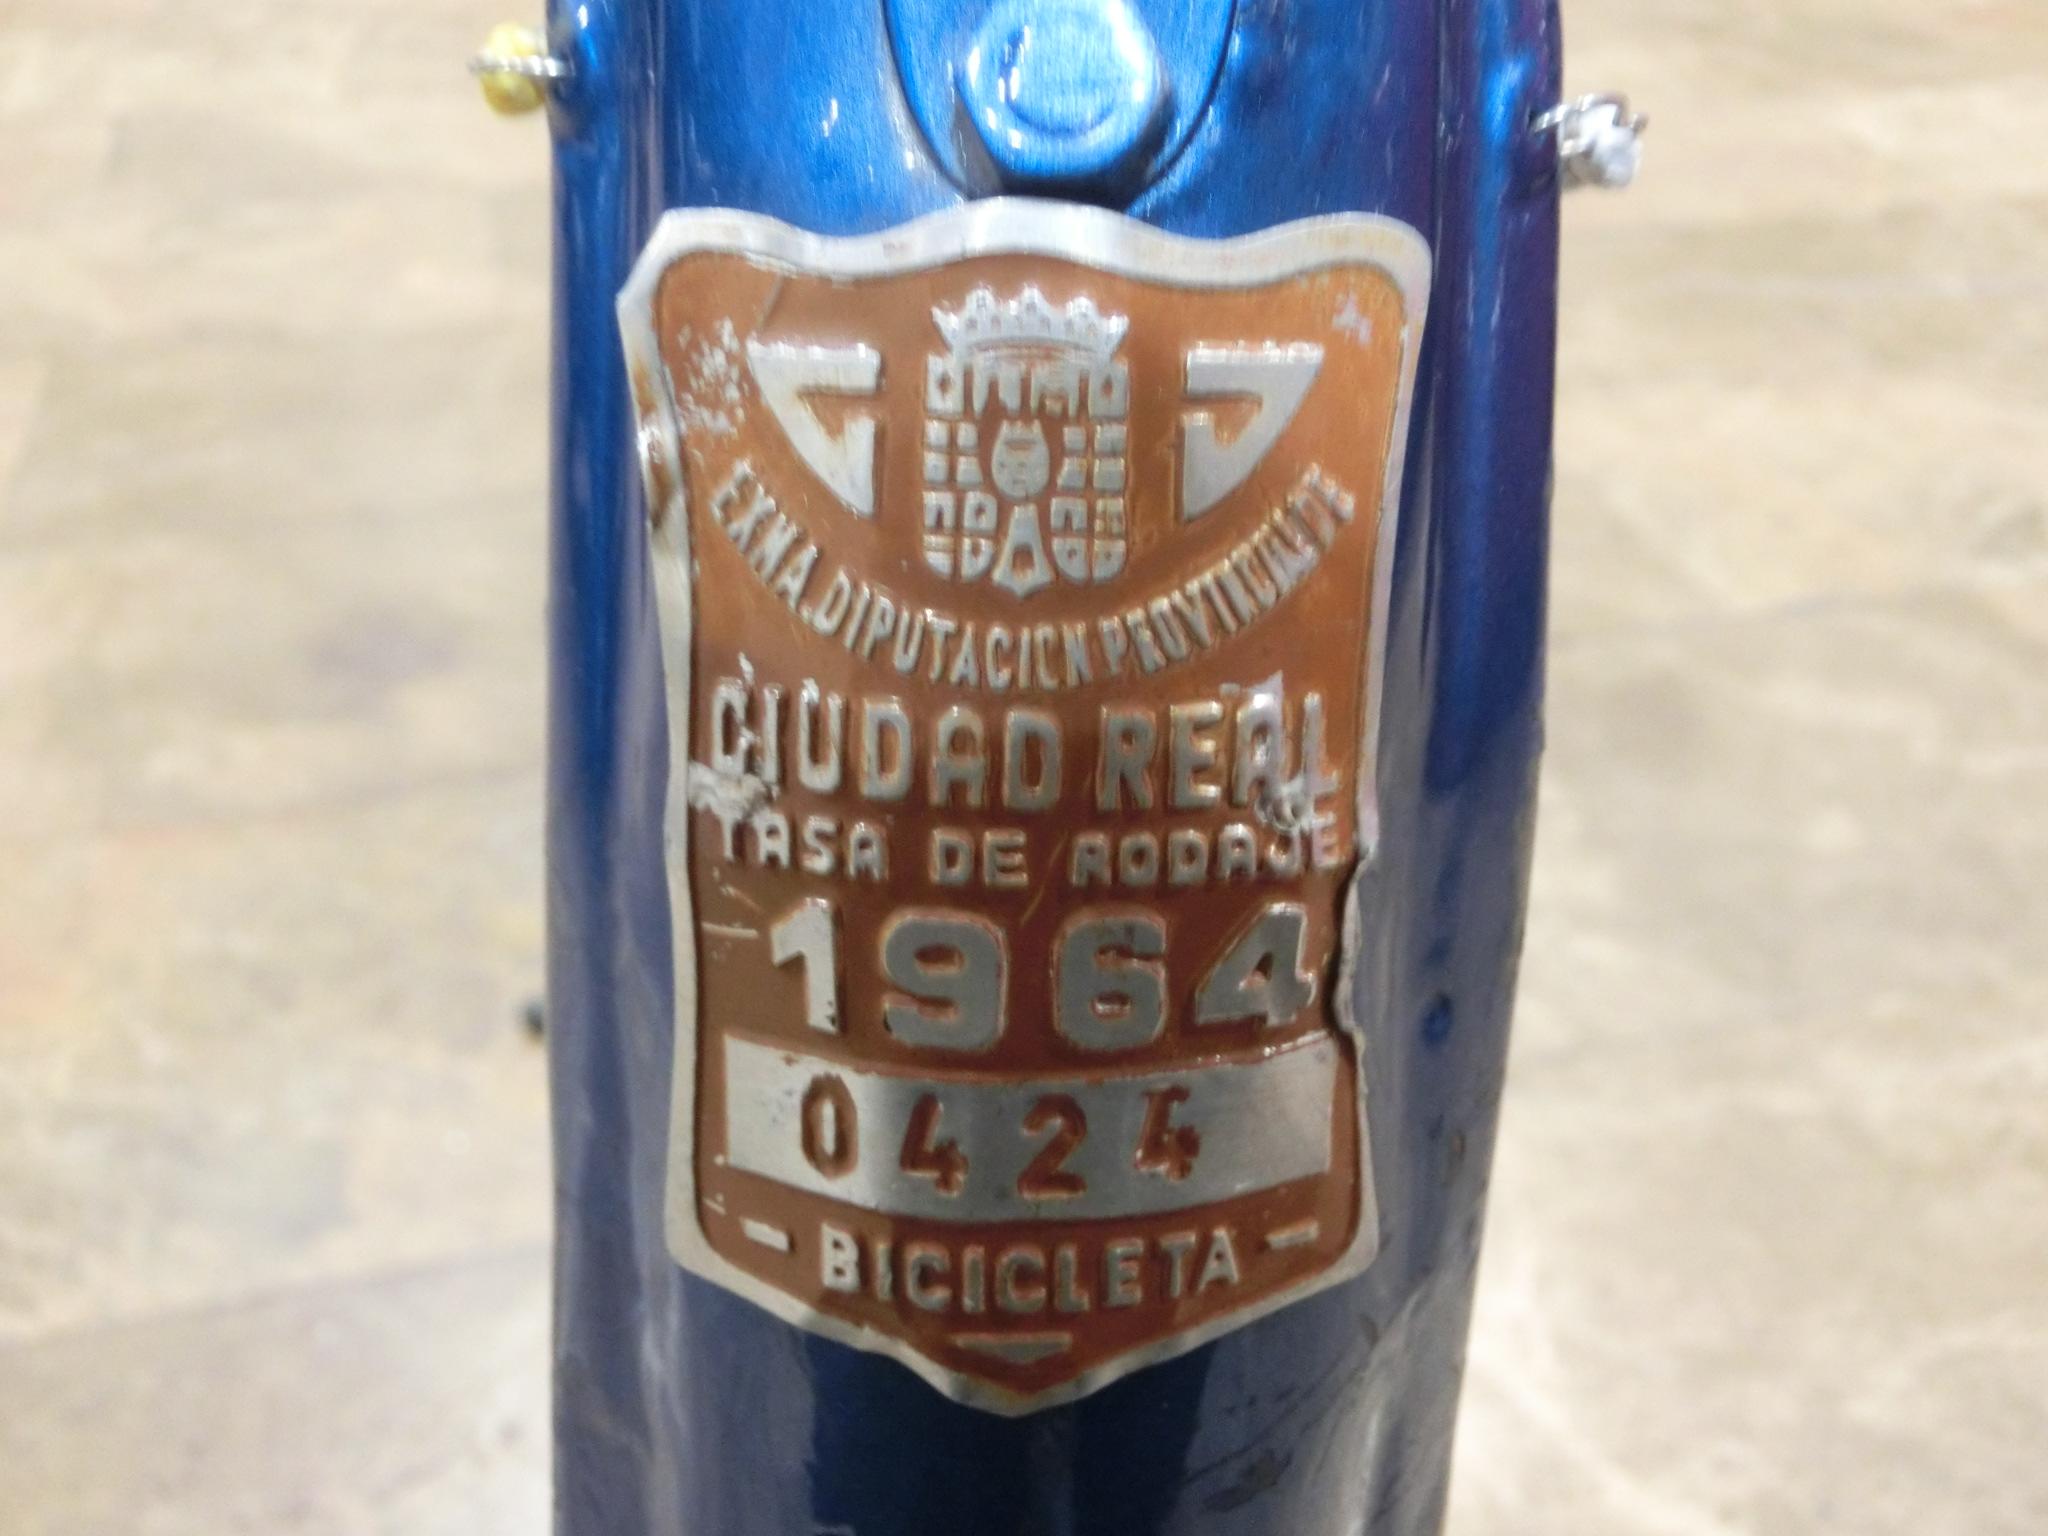 EXMA. DIPUTACION PROVINCIAL DE
CIUDAD REAL
TASA DE RODAJE
1964
0424
- BICICLETA -